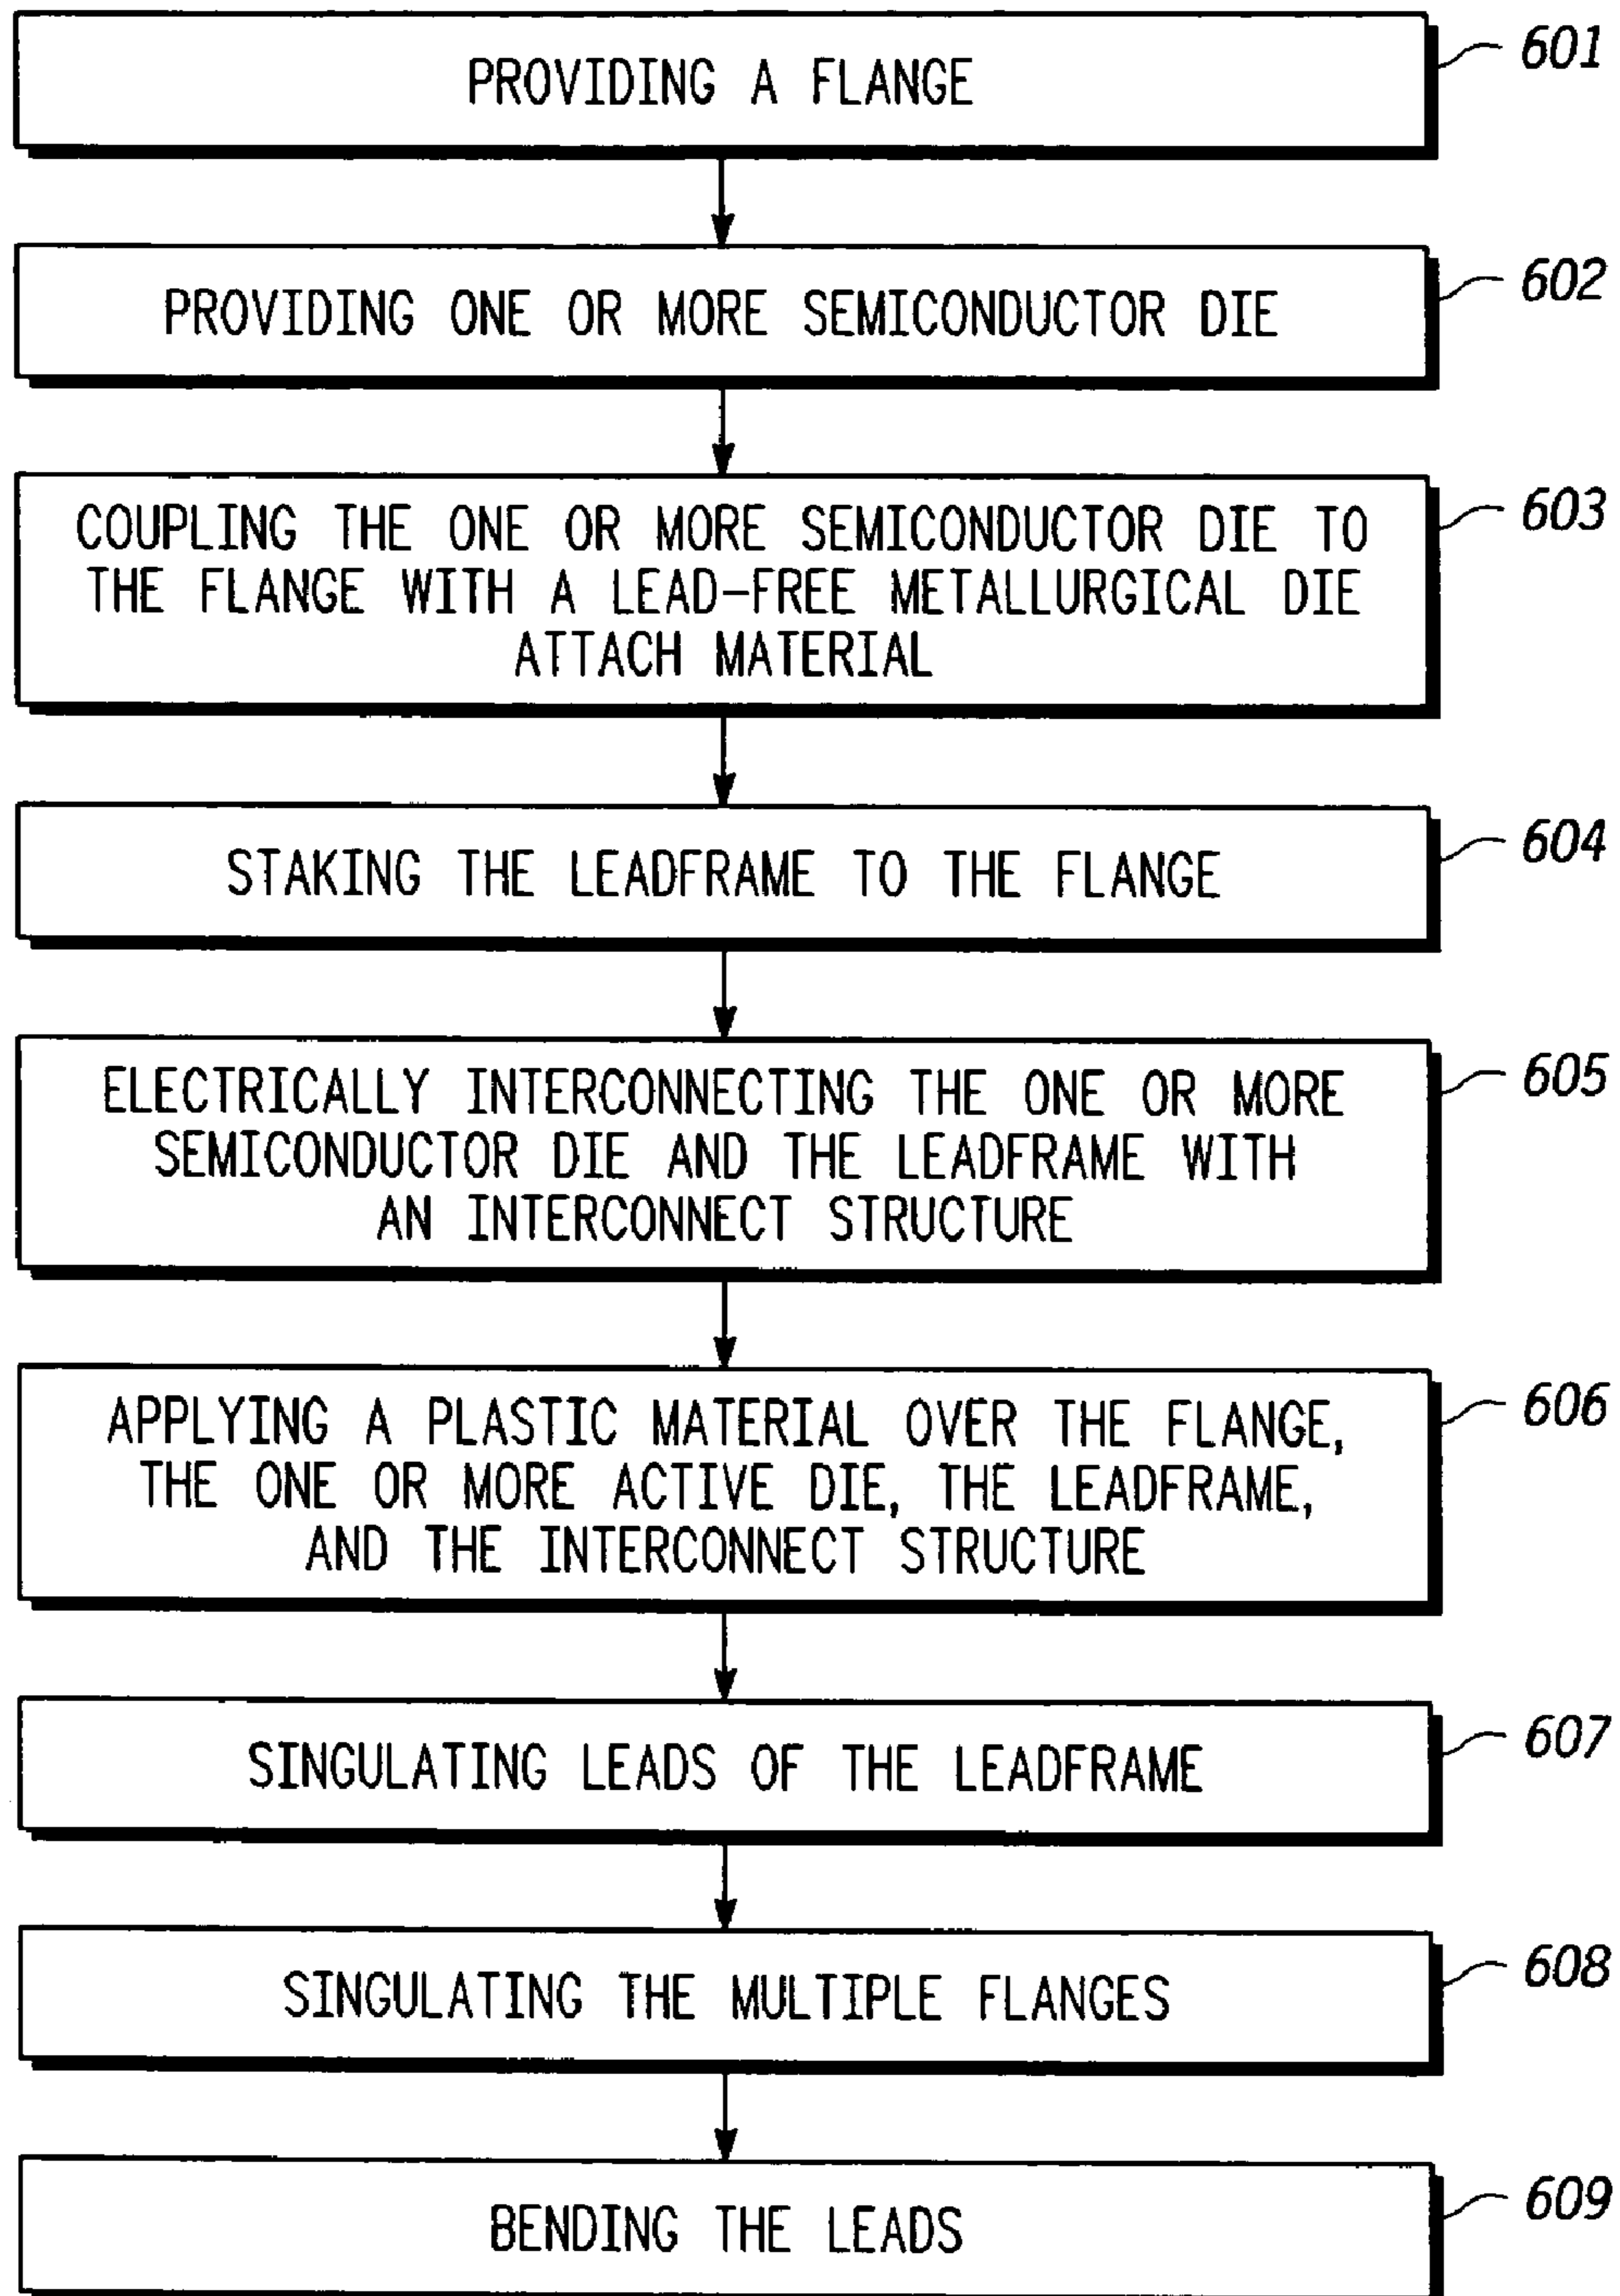 PROVIDING A FLANGE
601
PROVIDING ONE OR MORE SEMICONDUCTOR DIE
602
COUPLING THE ONE OR MORE SEMICONDUCTOR DIE TO
THE FLANGE WITH A LEAD-FREE METALLURGICAL DIE
ATTACH MATERIAL
603
STAKING THE LEADFRAME TO THE FLANGE
604
ELECTRICALLY INTERCONNECTING THE ONE OR MORE
SEMICONDUCTOR DIE AND THE LEADFRAME WITH
AN INTERCONNECT STRUCTURE
605
APPLYING A PLASTIC MATERIAL OVER THE FLANGE,
THE ONE OR MORE ACTIVE DIE, THE LEADFRAME,
AND THE INTERCONNECT STRUCTURE
606
SINGULATING LEADS OF THE LEADFRAME
607
SINGULATING THE MULTIPLE FLANGES
608
BENDING THE LEADS
609